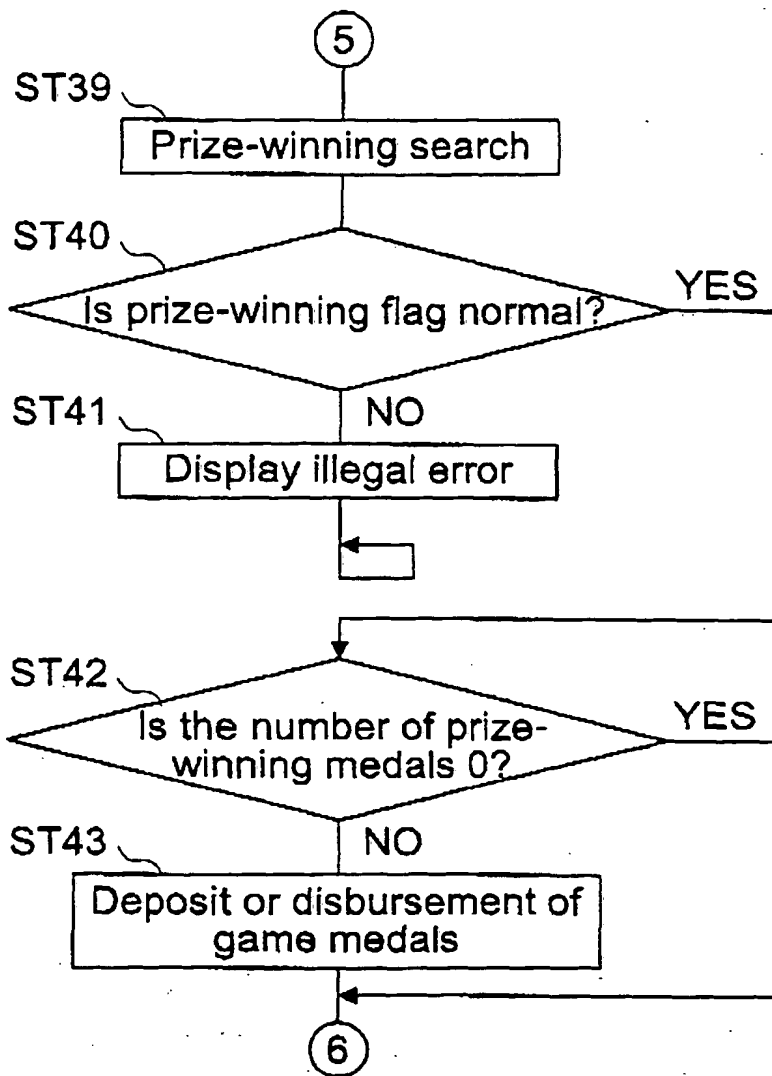 5
ST39
Prize-winning search
ST40
Is prize-winning flag normal?
YES
NO
ST41
Display illegal error
ST42
Is the number of prize-
winning medals 0?
YES
NO
ST43
Deposit or disbursement of
game medals
6